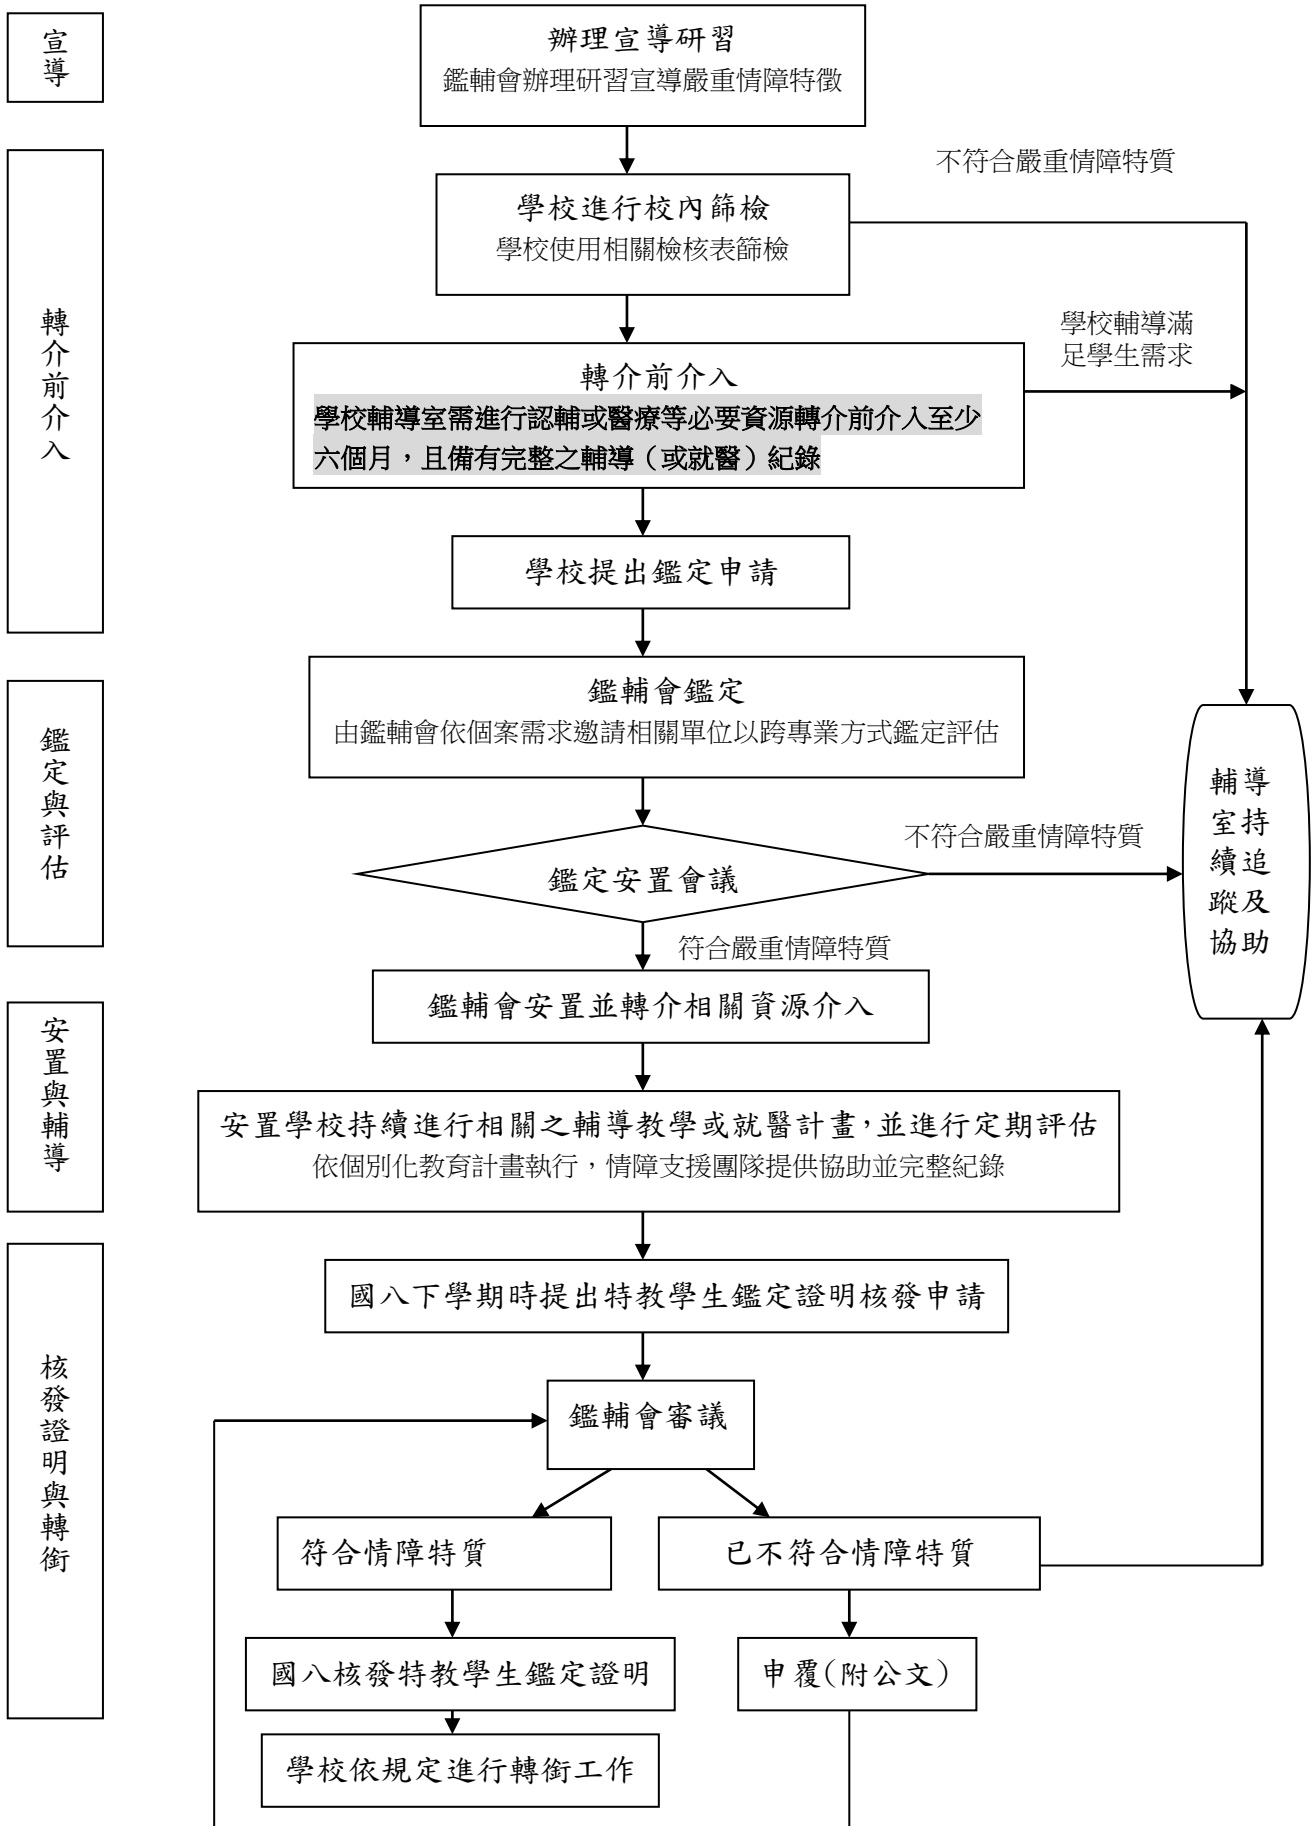 宣導
辦理宣導研習
鑑輔會辦理研習宣導嚴重情障特徵
不符合嚴重情障特質
轉介前介入
學校進行校內篩檢
學校使用相關檢核表篩檢
學校輔導滿
足學生需求
轉介前介入
學校輔導室需進行認輔或醫療等必要資源轉介前介入至少
六個月，且備有完整之輔導（或就醫）紀錄
學校提出鑑定申請
鑑定與評估
鑑輔會鑑定
由鑑輔會依個案需求邀請相關單位以跨專業方式鑑定評估
不符合嚴重情障特質
鑑定安置會議
輔導
室持
續追
蹤及
協助
符合嚴重情障特質
安置與輔導
鑑輔會安置並轉介相關資源介入
安置學校持續進行相關之輔導教學或就醫計畫，並進行定期評估
依個別化教育計畫執行，情障支援團隊提供協助並完整紀錄
核發證明與轉銜
國八下學期時提出特教學生鑑定證明核發申請
鑑輔會審議
符合情障特質
已不符合情障特質
國八核發特教學生鑑定證明
申覆(附公文)
學校依規定進行轉銜工作